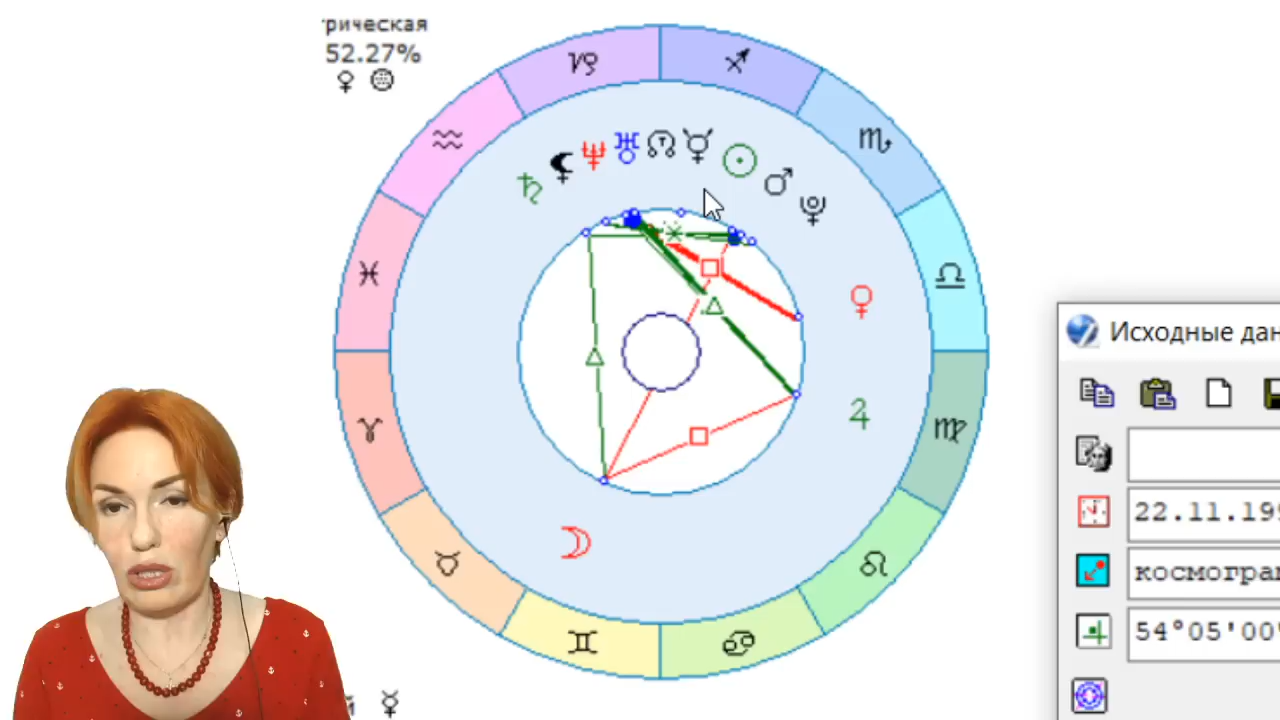 рическая
52.27%
Исходные дан
22.11.199
космограм
54°05'00"